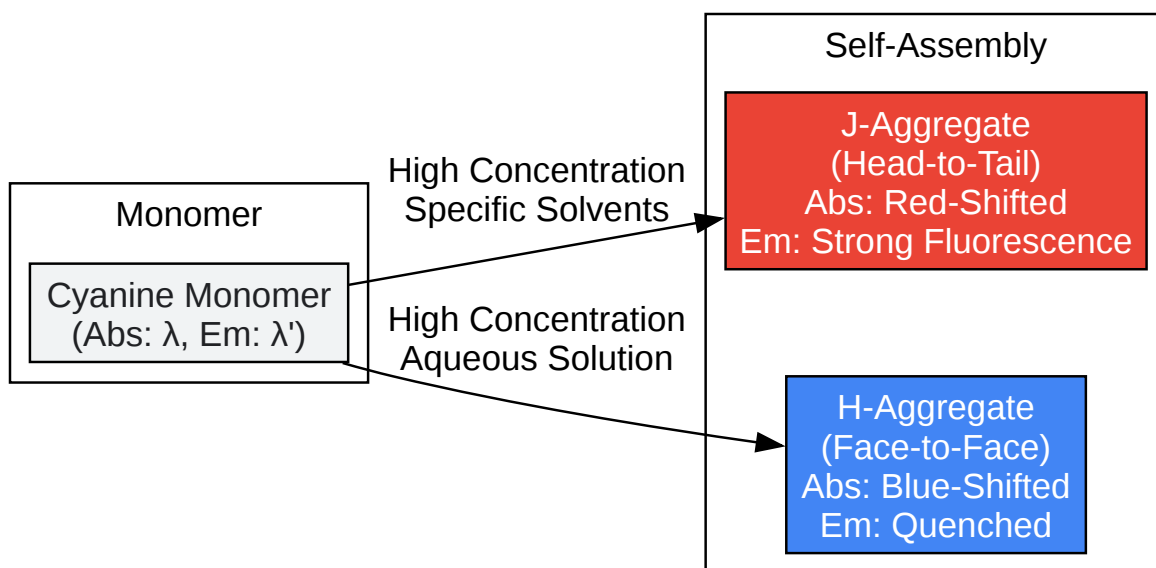 Monomer
Cyanine Monomer
(Abs: λ, Em: λ')
High Concentration
Specific Solvents
High Concentration
Aqueous Solution
Self-Assembly
J-Aggregate
(Head-to-Tail)
Abs: Red-Shifted
Em: Strong Fluorescence
H-Aggregate
(Face-to-Face)
Abs: Blue-Shifted
Em: Quenched